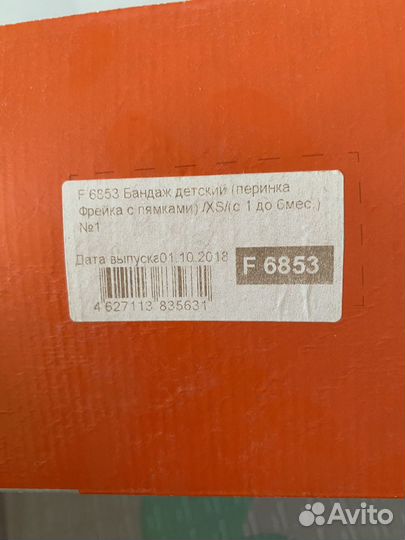 F 6853 Бандаж детский (перинка
Фрейка с лямками) /XS/(с 1 до 6мес.)
№1
Дата выпуска01.10.2018
F 6853
4 627113 835631
Avito